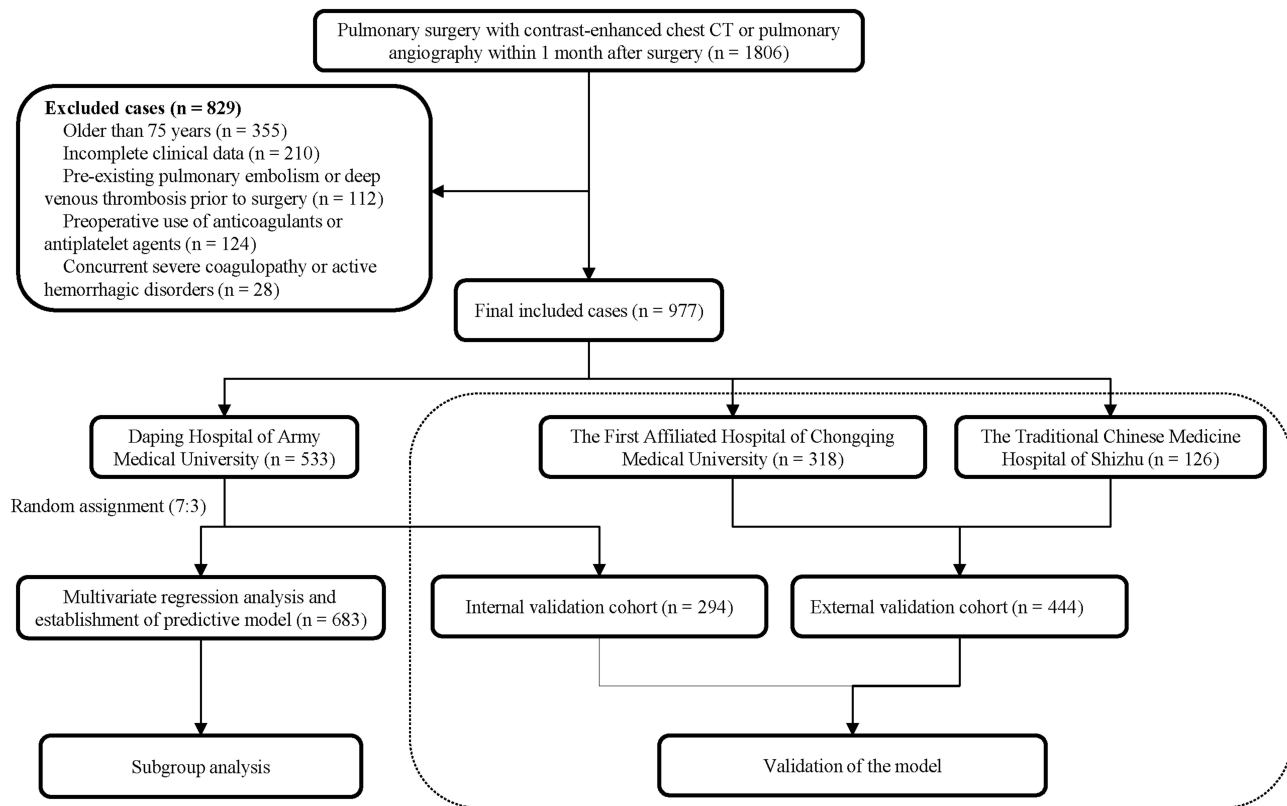 Pulmonary surgery with contrast-enhanced chest CT or pulmonary
angiography within 1 month after surgery (n = 1806)
Excluded cases (n = 829)
Older than 75 years (n = 355)
Incomplete clinical data (n = 210)
Pre-existing pulmonary embolism or deep
venous thrombosis prior to surgery (n = 112)
Preoperative use of anticoagulants or
antiplatelet agents (n = 124)
Concurrent severe coagulopathy or active
hemorrhagic disorders (n = 28)
Final included cases (n = 977)
Daping Hospital of Army
Medical University (n = 533)
The First Affiliated Hospital of Chongqing
Medical University (n = 318)
The Traditional Chinese Medicine
Hospital of Shizhu (n = 126)
Random assignment (7:3)
Multivariate regression analysis and
establishment of predictive model (n = 683)
Internal validation cohort (n = 294)
External validation cohort (n = 444)
Subgroup analysis
Validation of the model